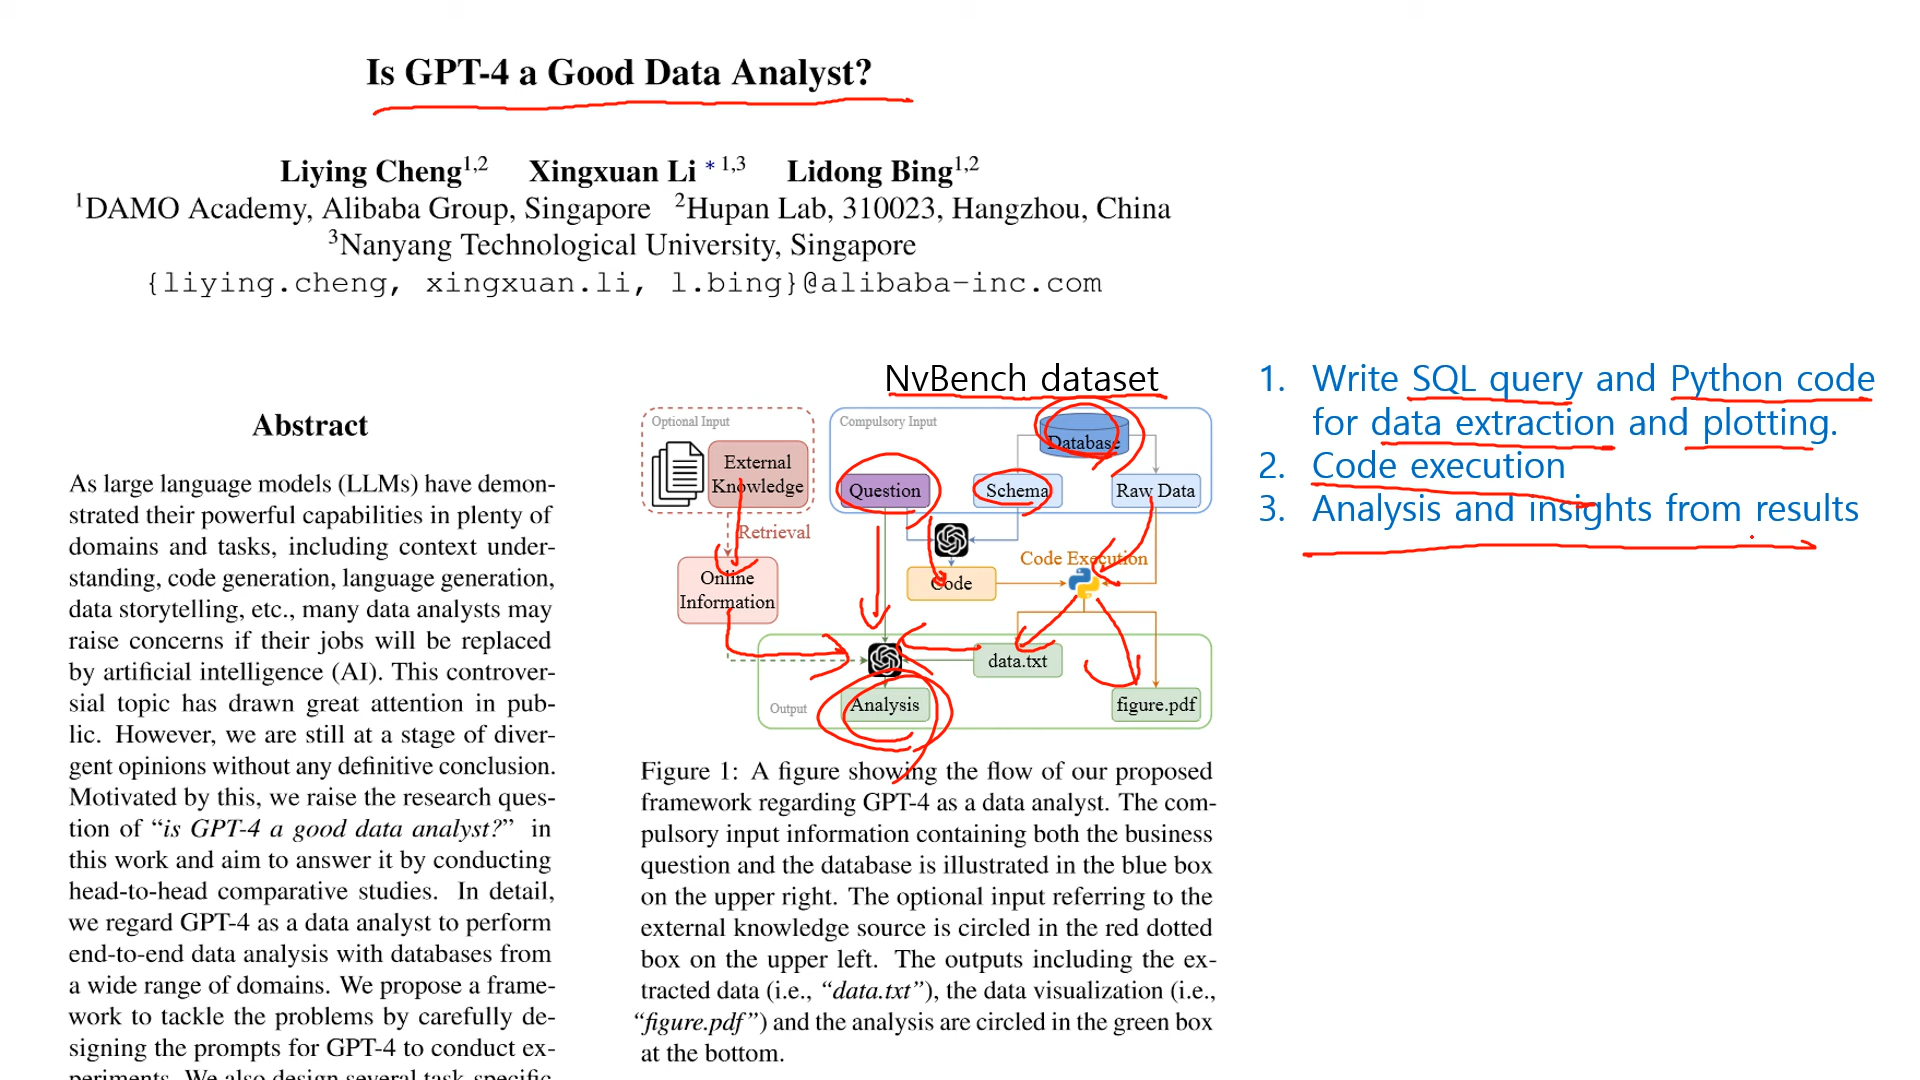 Is GPT-4 a Good Data Analyst?
Liying Cheng1,2 Xingxuan Li *1,3 Lidong Bing1,2
1DAMO Academy, Alibaba Group, Singapore 2Hupan Lab, 310023, Hangzhou, China
3Nanyang Technological University, Singapore
{liying.cheng, xingxuan.li, l.bing}@alibaba-inc.com
Abstract
As large language models (LLMs) have demon-
strated their powerful capabilities in plenty of
domains and tasks, including context under-
standing, code generation, language generation,
data storytelling, etc., many data analysts may
raise concerns if their jobs will be replaced
by artificial intelligence (AI). This controver-
sial topic has drawn great attention in pub-
lic. However, we are still at a stage of diver-
gent opinions without any definitive conclusion.
Motivated by this, we raise the research ques-
tion of “is GPT-4 a good data analyst?” in
this work and aim to answer it by conducting
head-to-head comparative studies. In detail,
we regard GPT-4 as a data analyst to perform
end-to-end data analysis with databases from
a wide range of domains. We propose a frame-
work to tackle the problems by carefully de-
signing the prompts for GPT-4 to conduct ex-
periments. We also design several task-specific
NvBench dataset
Optional Input
External
Knowledge
Retrieval
Online
Information
Compulsory Input
Database
Question
Schema
Raw Data
Code Execution
Code
data.txt
Output
Analysis
figure.pdf
Figure 1: A figure showing the flow of our proposed
framework regarding GPT-4 as a data analyst. The com-
pulsory input information containing both the business
question and the database is illustrated in the blue box
on the upper right. The optional input referring to the
external knowledge source is circled in the red dotted
box on the upper left. The outputs including the ex-
tracted data (i.e., “data.txt”), the data visualization (i.e.,
“figure.pdf”) and the analysis are circled in the green box
at the bottom.
1. Write SQL query and Python code
for data extraction and plotting.
2. Code execution
3. Analysis and insights from results